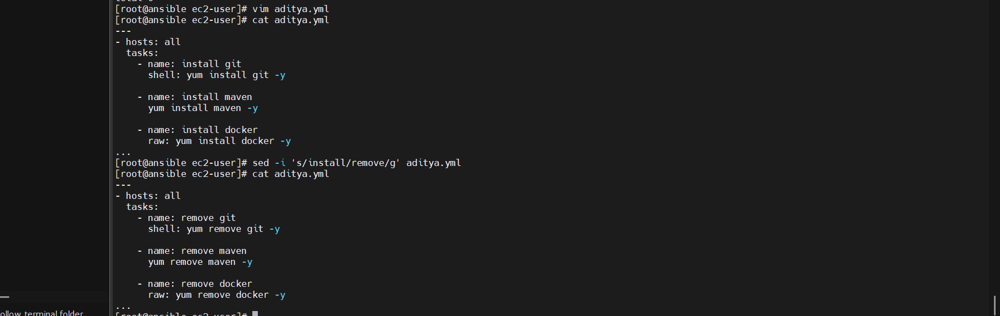 [root@ansible ec2-user]# vim aditya.yml
[root@ansible ec2-user]# cat aditya.yml
---
- hosts: all
  tasks:
    - name: install git
      shell: yum install git -y

    - name: install maven
      yum install maven -y

    - name: install docker
      raw: yum install docker -y
...
[root@ansible ec2-user]# sed -i 's/install/remove/g' aditya.yml
[root@ansible ec2-user]# cat aditya.yml
---
- hosts: all
  tasks:
    - name: remove git
      shell: yum remove git -y

    - name: remove maven
      yum remove maven -y

    - name: remove docker
      raw: yum remove docker -y
...
[root@ansible ec2-user]#
ollow terminal folder